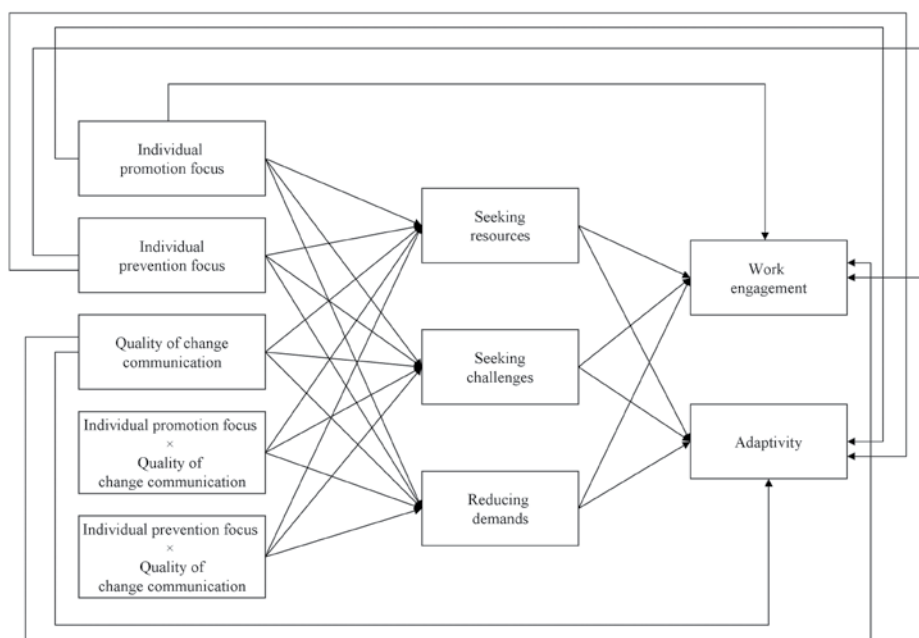 Individual
promotion focus
Individual
prevention focus
Quality of change
communication
Individual promotion focus
×
Quality of
change communication
Individual prevention focus
×
Quality of
change communication
Seeking
resources
Seeking
challenges
Reducing
demands
Work
engagement
Adaptivity